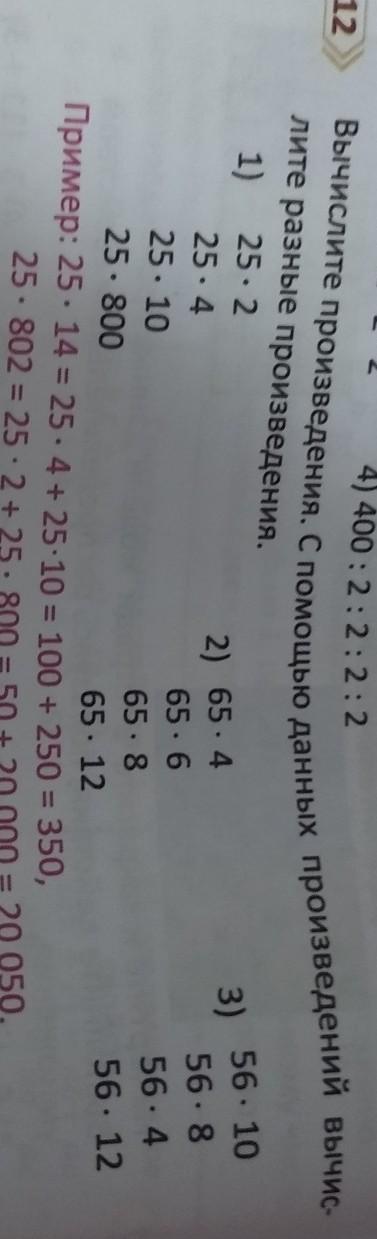 4) 400 : 2 : 2 : 2 : 2
12 Вычислите произведения. С помощью данных произведений вычис-
лите разные произведения.
1) 25 · 2
25 · 4
25 · 10
25 · 800
2) 65 · 4
65 · 6
65 · 8
65 · 12
3) 56 · 10
56 · 8
56 · 4
56 · 12
Пример: 25 · 14 = 25 · 4 + 25·10 = 100 + 250 = 350,
25 · 802 = 25 · 2 + 25 · 800 = 50 + 20 000 = 20 050.